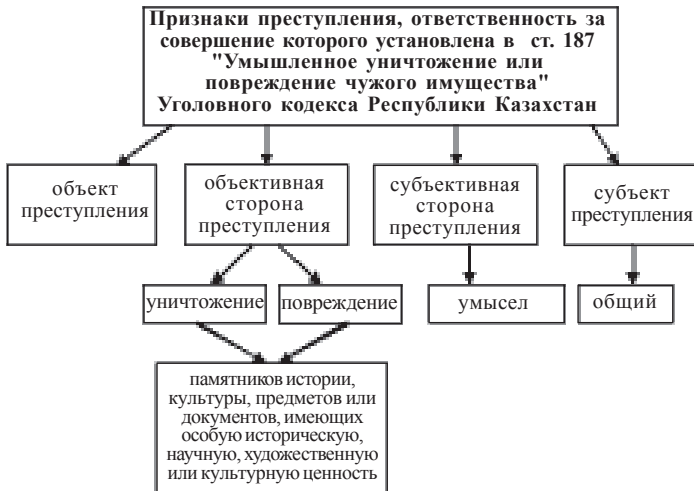 Признаки преступления, ответственность за
совершение которого установлена в ст. 187
"Умышленное уничтожение или
повреждение чужого имущества"
Уголовного кодекса Республики Казахстан
объект
преступления
объективная
сторона
преступления
субъективная
сторона
преступления
субъект
преступления
уничтожение
повреждение
умысел
общий
памятников истории,
культуры, предметов или
документов, имеющих
особую историческую,
научную, художественную
или культурную ценность